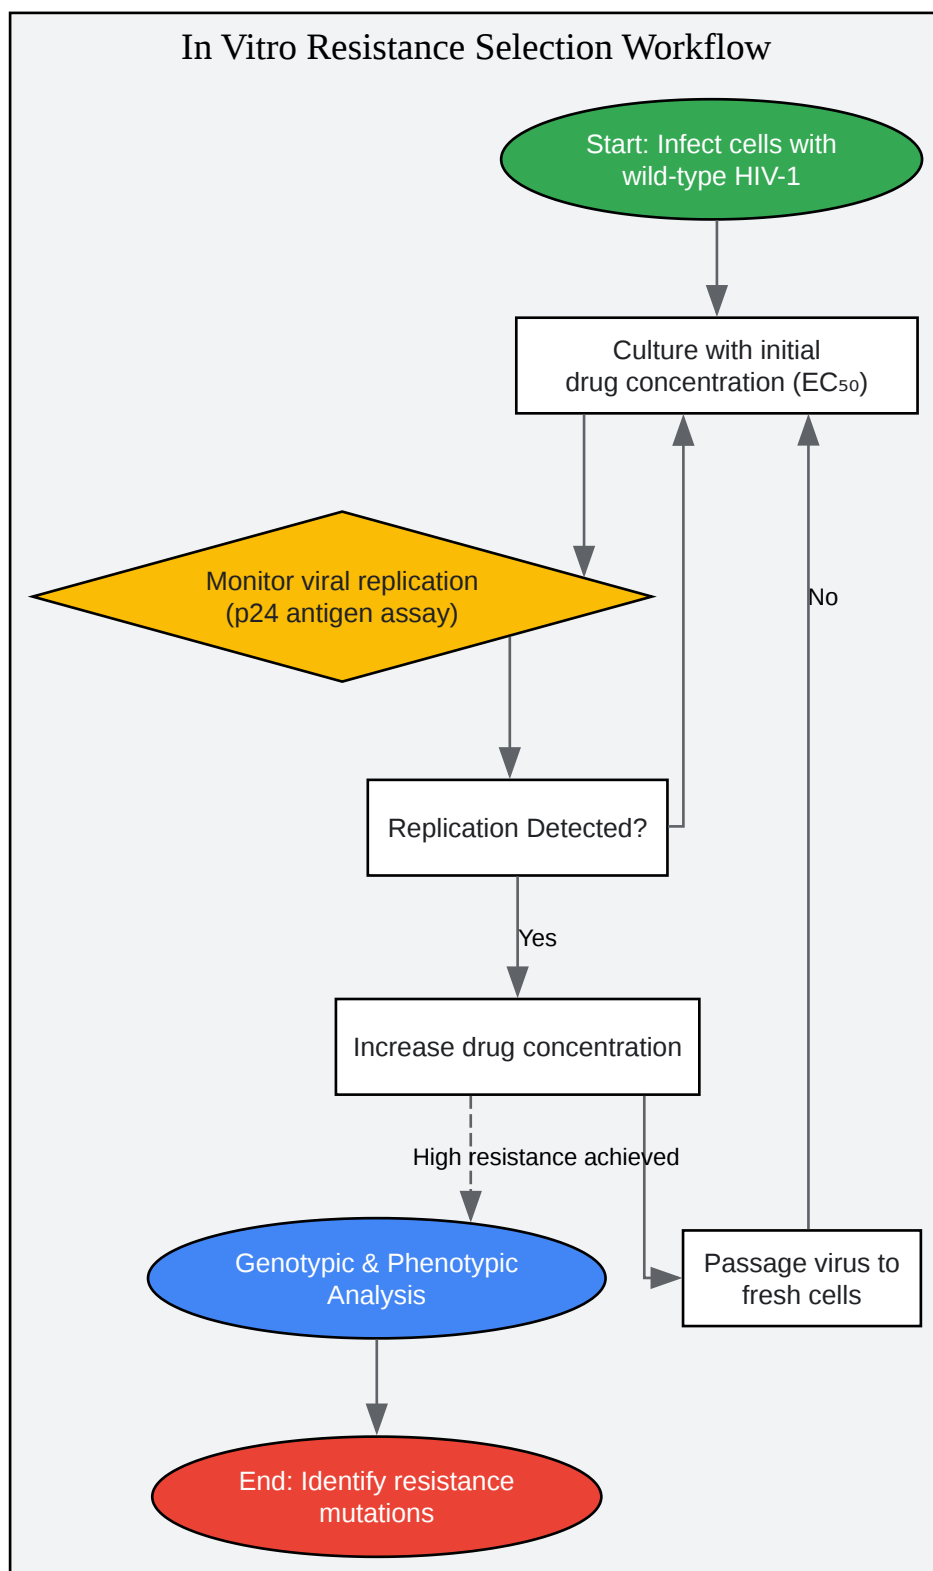 In Vitro Resistance Selection Workflow
Start: Infect cells with
wild-type HIV-1
Culture with initial
drug concentration (EC₅₀)
Monitor viral replication
(p24 antigen assay)
No
Replication Detected?
Yes
Increase drug concentration
High resistance achieved
Genotypic & Phenotypic
Analysis
Passage virus to
fresh cells
End: Identify resistance
mutations